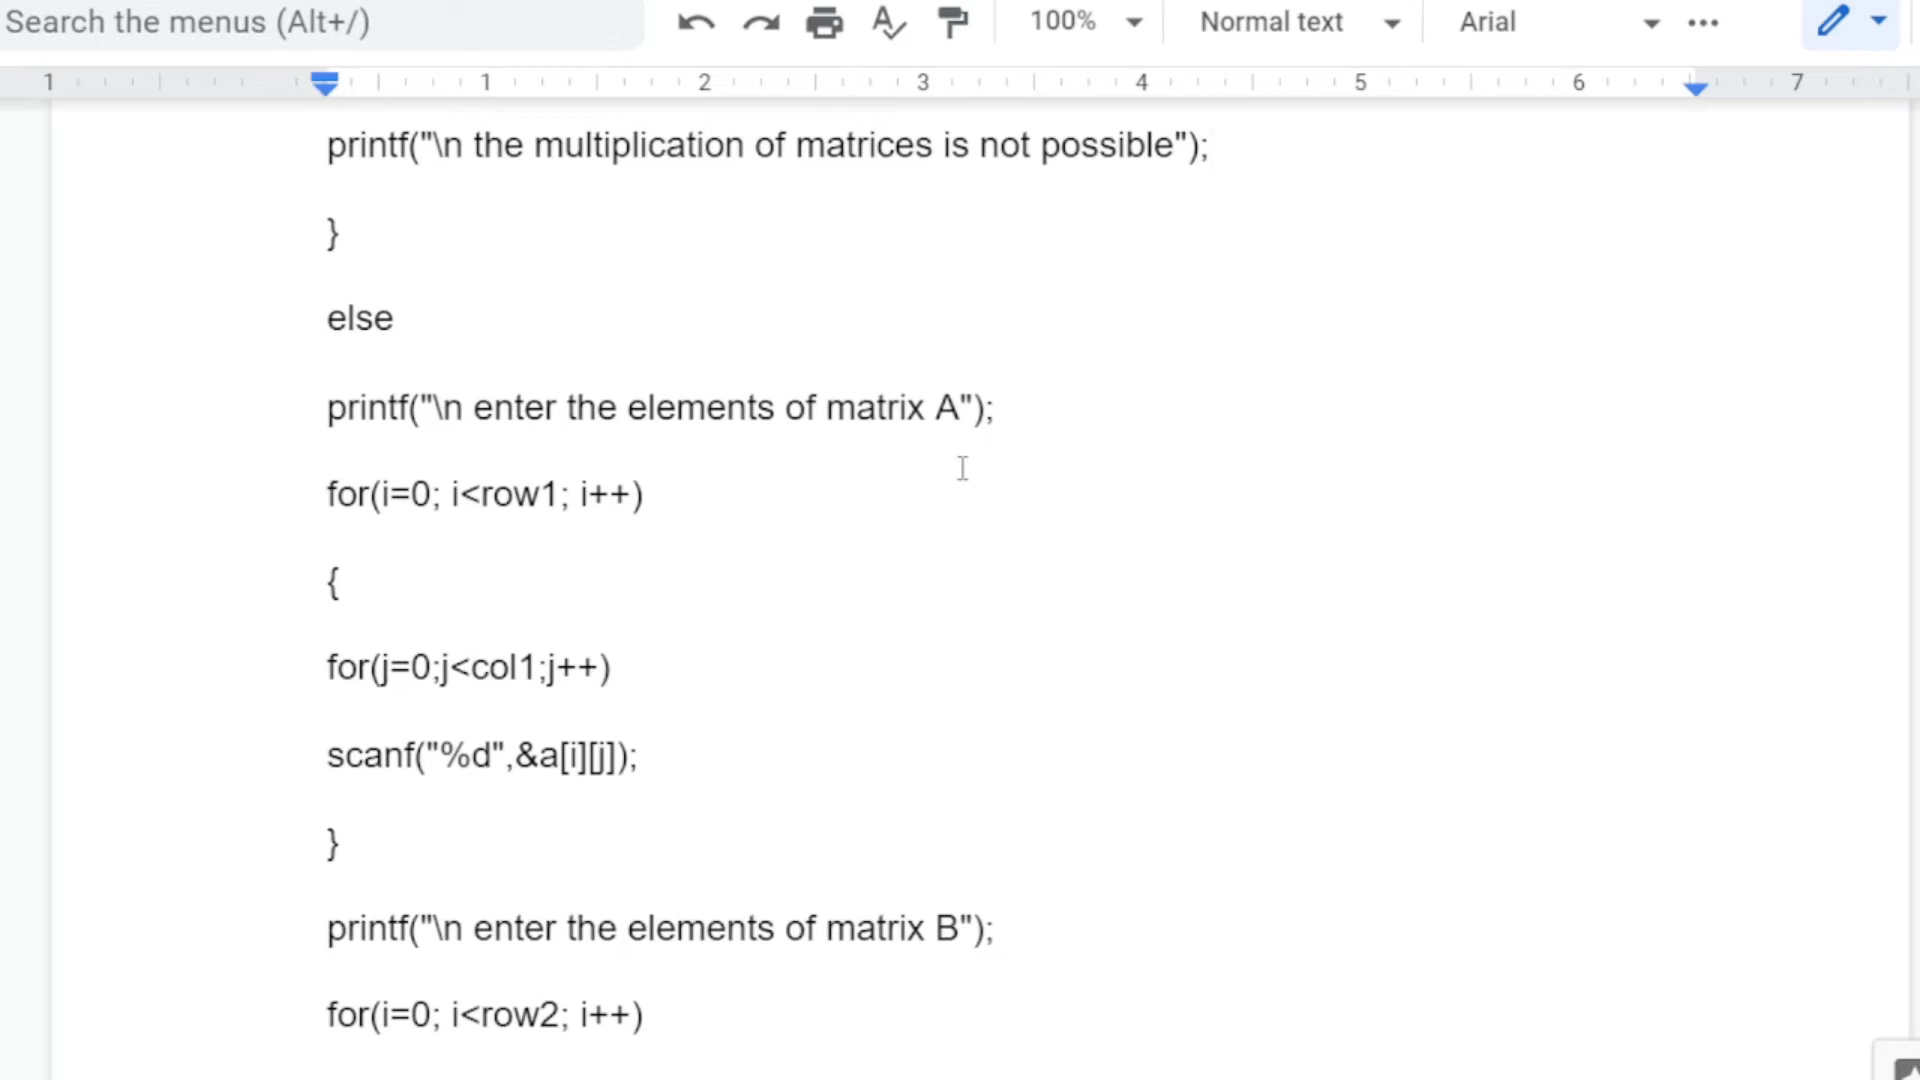 Search the menus (Alt+/) 100% Normal text Arial
1 1 2 3 4 5 6 7
printf("\n the multiplication of matrices is not possible");
}
else
printf("\n enter the elements of matrix A");
for(i=0; i<row1; i++)
{
for(j=0;j<col1;j++)
scanf("%d",&a[i][j]);
}
printf("\n enter the elements of matrix B");
for(i=0; i<row2; i++)